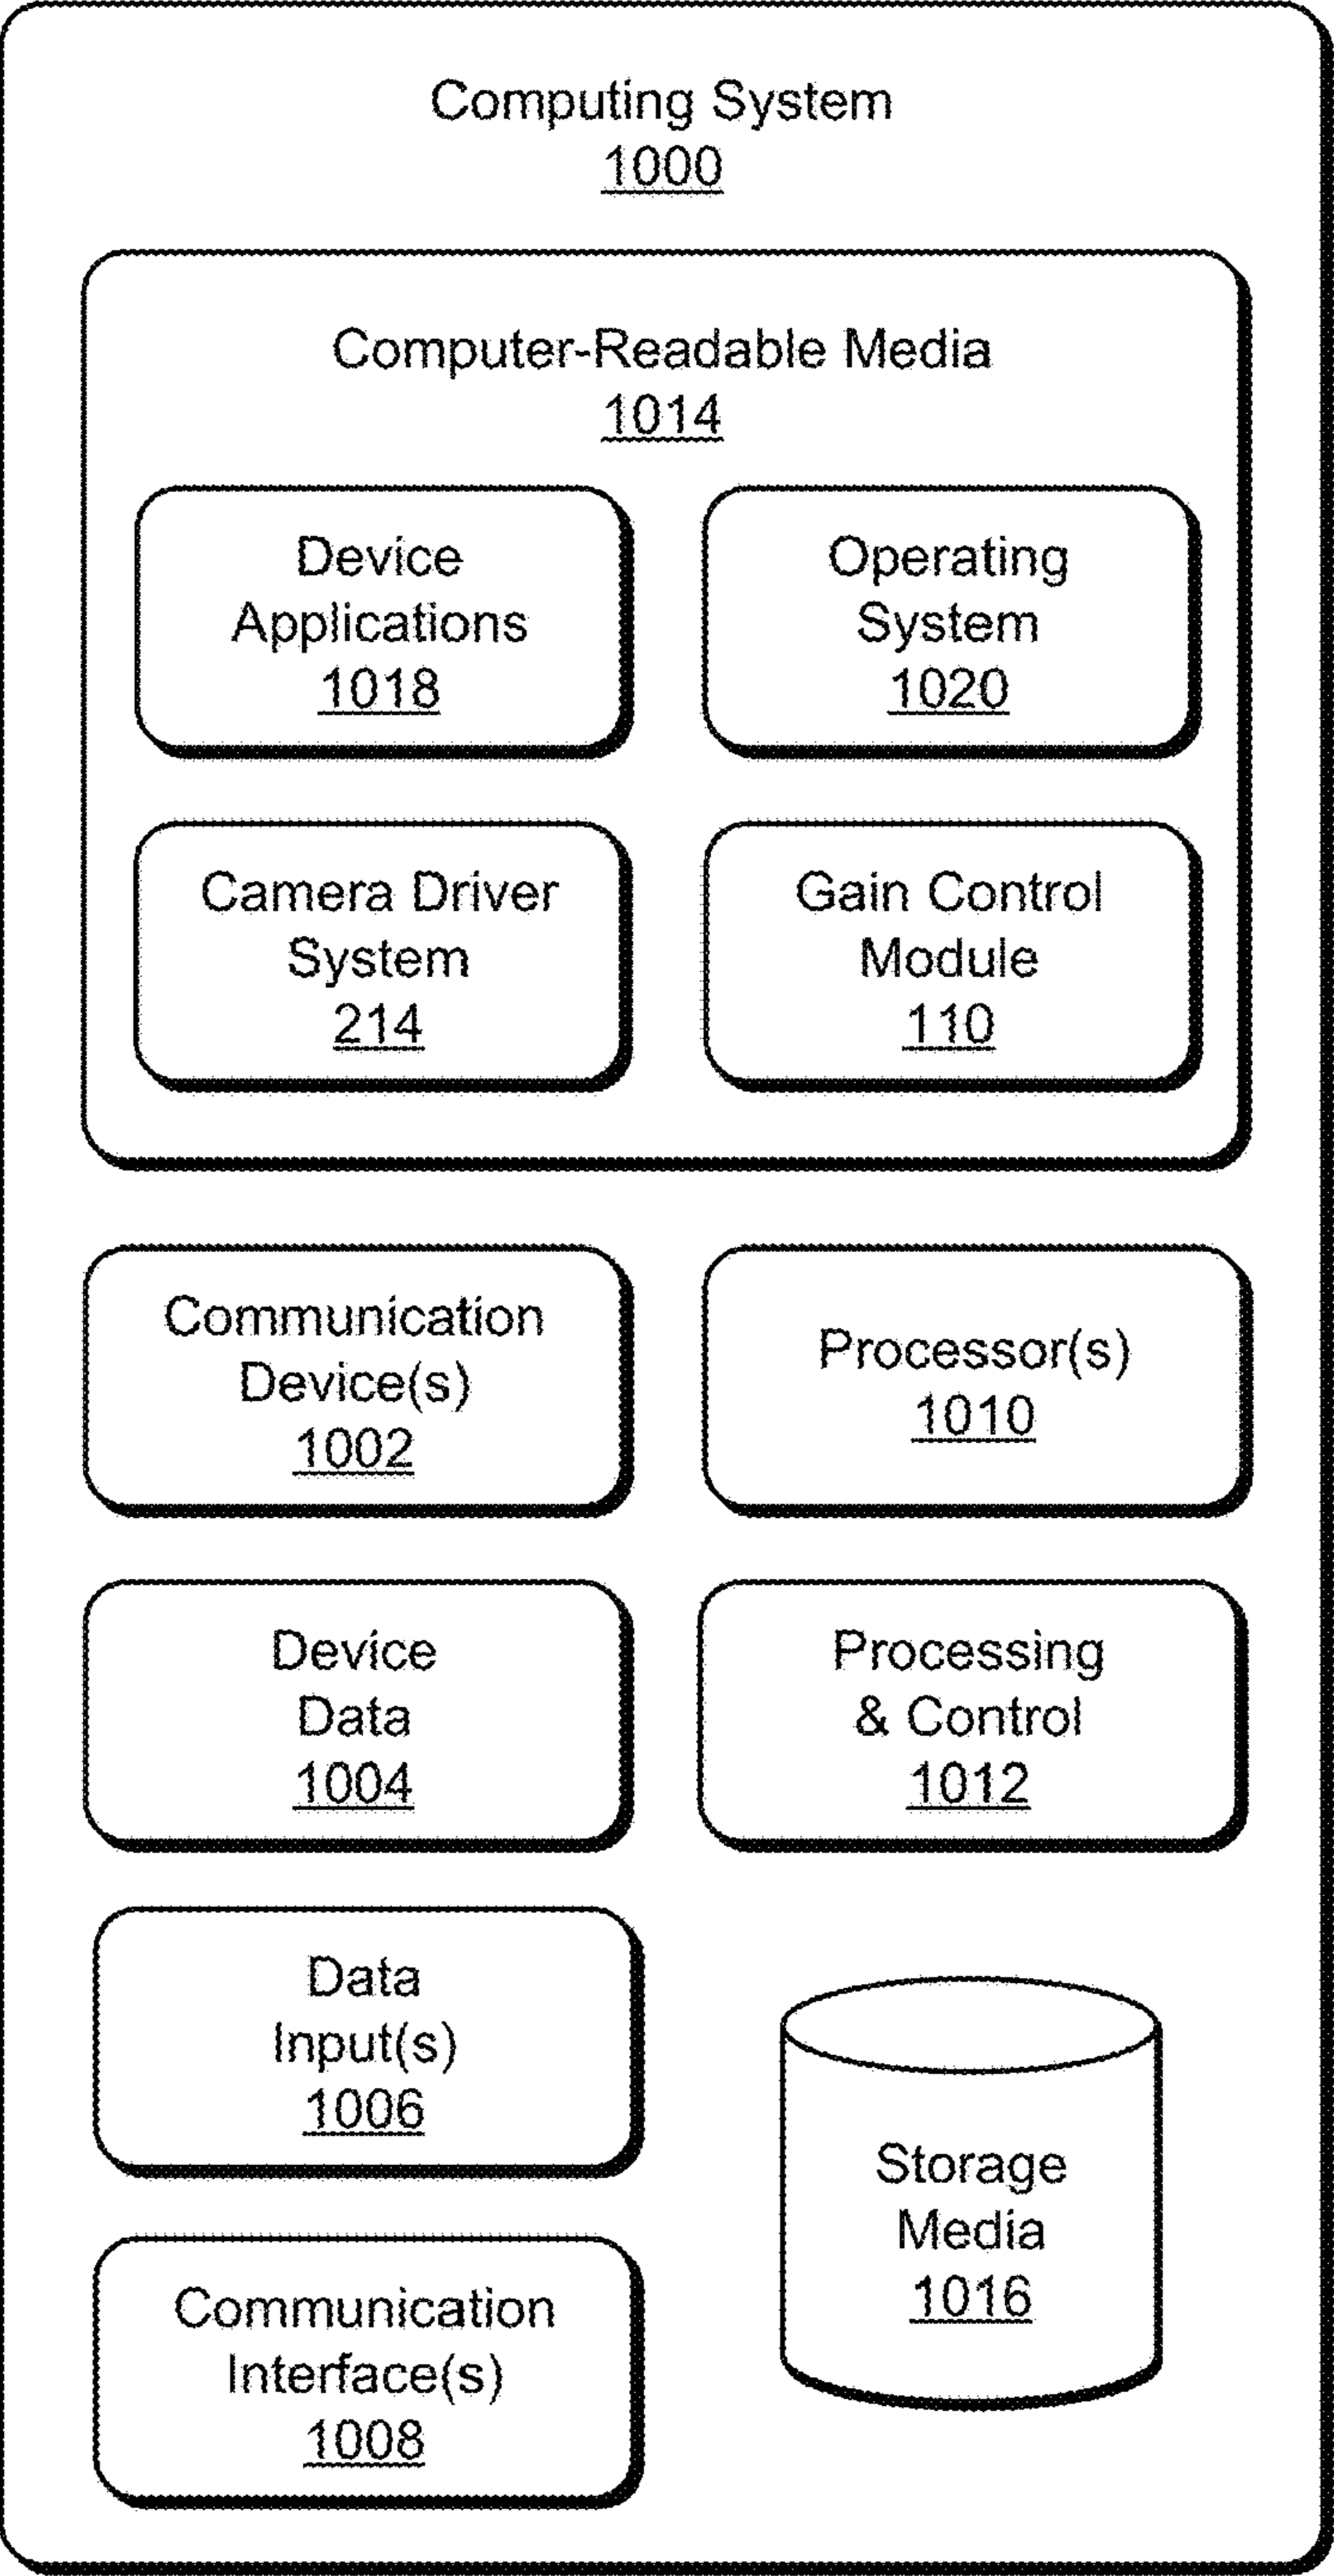 Computing System
1000
Computer-Readable Media
1014
Device
Applications
1018
Operating
System
1020
Camera Driver
System
214
Gain Control
Module
110
Communication
Device(s)
1002
Processor(s)
1010
Device
Data
1004
Processing
& Control
1012
Data
Input(s)
1006
Storage
Media
1016
Communication
Interface(s)
1008